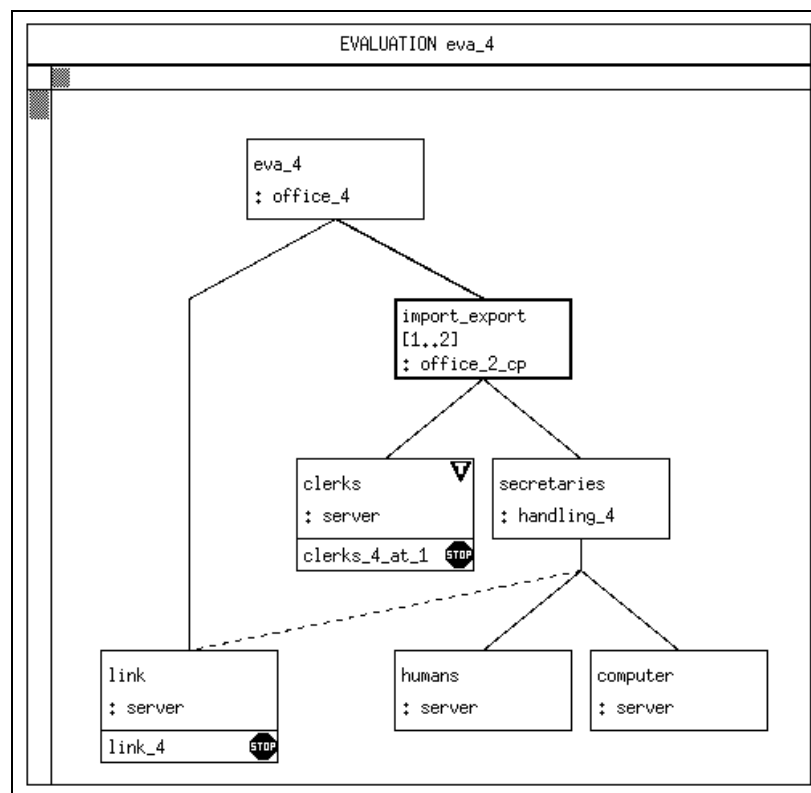 EVALUATION eva_4
eva_4
: office_4
import_export
[1..2]
: office_2_cp
clerks
: server
clerks_4_at_1
STOP
T
secretaries
: handling_4
link
: server
link_4
STOP
humans
: server
computer
: server